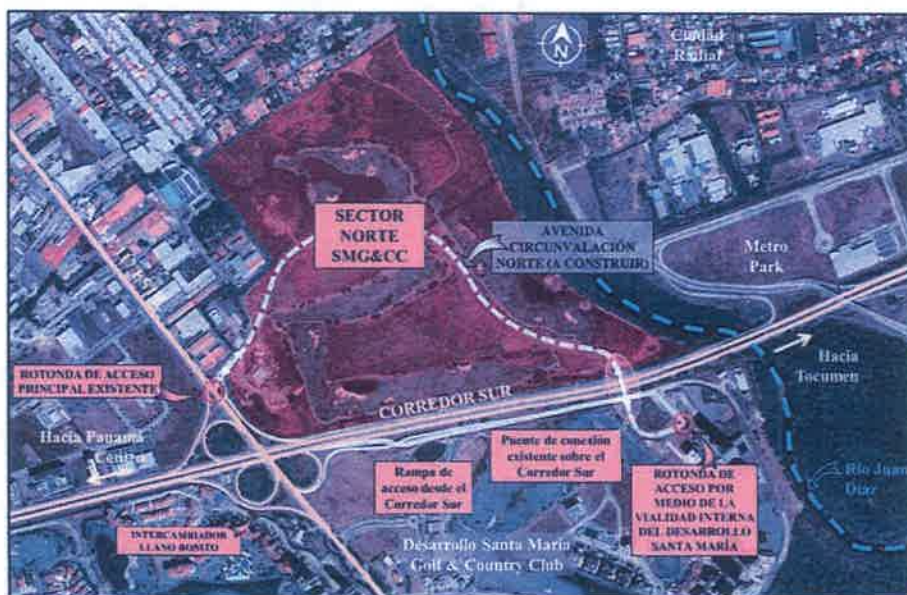 Ciudad
Radial
N
SECTOR
NORTE
SMG&CC
AVENIDA
CIRCUNVALACIÓN
NORTE (A CONSTRUIR)
Metro
Park
ROTONDA DE ACCESO
PRINCIPAL EXISTENTE
Hacia
Tocumen
CORREDOR SUR
Hacia Panamá
Centro
Puente de conexión
existente sobre el
Corredor Sur
Rampa de
acceso desde el
Corredor Sur
ROTONDA DE
ACCESO POR
MEDIO DE LA
VIALIDAD INTERNA
DEL DESARROLLO
SANTA MARÍA
Río Juan
Díaz
INTERCAMBIADOR
LLANO BONITO
Desarrollo Santa María
Golf & Country Club